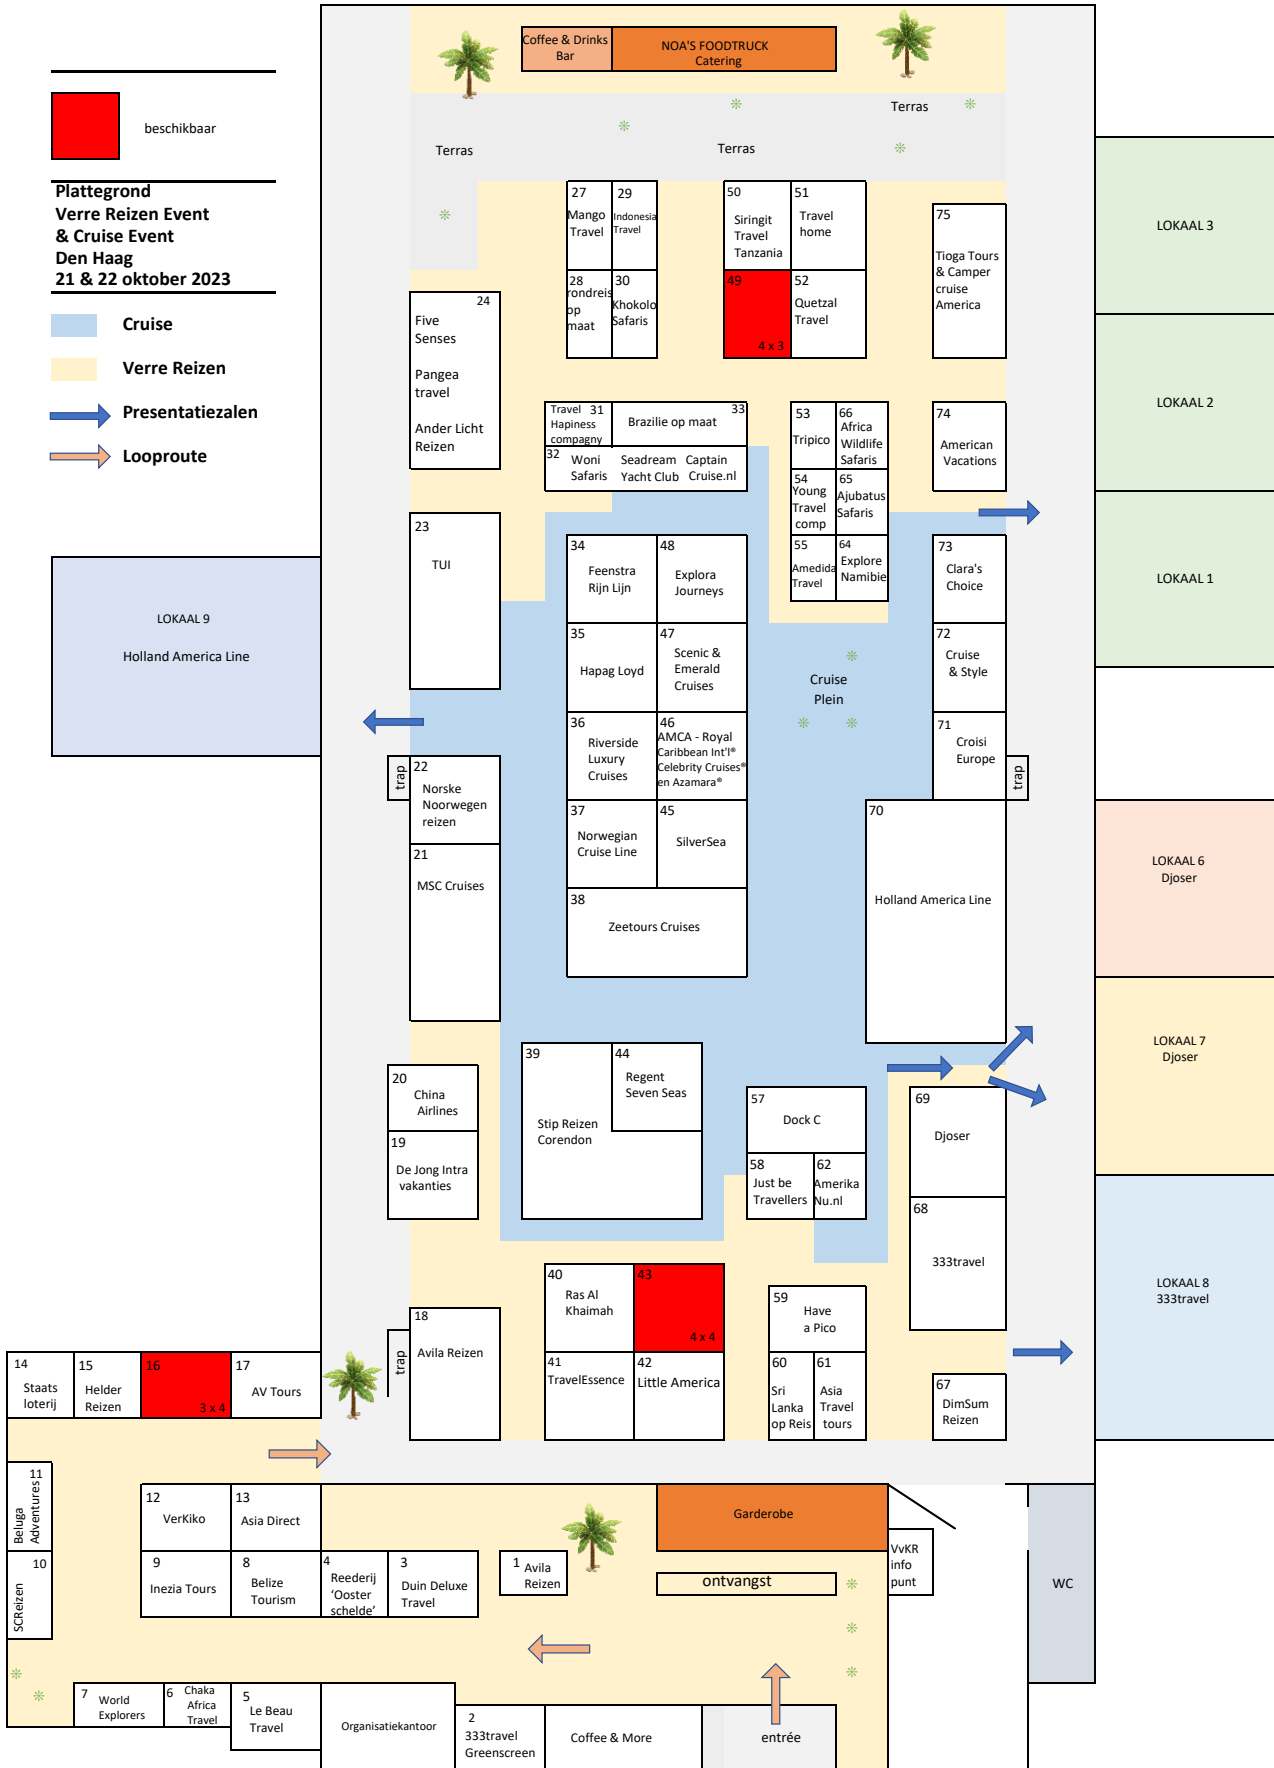 Coffee & Drinks
Bar
NOA'S FOODTRUCK
Catering
beschikbaar
Plattegrond
Verre Reizen Event
& Cruise Event
Den Haag
21 & 22 oktober 2023
Cruise
Verre Reizen
Presentatiezalen
Looproute
Terras
Terras
Terras
27
Mango
Travel
29
Indonesia
Travel
28
rondreis
op
maat
30
Khokolo
Safaris
50
Siringit
Travel
Tanzania
51
Travel
home
49
4 x 3
52
Quetzal
Travel
75
Tioga Tours
& Camper
cruise
America
LOKAAL 3
LOKAAL 2
LOKAAL 1
24
Five
Senses
Pangea
travel
Ander Licht
Reizen
Travel 31
Hapiness
compagny
33
Brazilie op maat
32
Woni
Safaris
Seadream
Yacht Club
Captain
Cruise.nl
53
Tripico
66
Africa
Wildlife
Safaris
54
Young
Travel
comp
65
Ajubatus
Safaris
55
Amedida
Travel
64
Explore
Namibie
74
American
Vacations
23
TUI
34
Feenstra
Rijn Lijn
48
Explora
Journeys
35
Hapag Loyd
47
Scenic &
Emerald
Cruises
36
Riverside
Luxury
Cruises
46
AMCA - Royal
Caribbean Int'l®
Celebrity Cruises®
en Azamara®
37
Norwegian
Cruise Line
45
SilverSea
38
Zeetours Cruises
Cruise
Plein
73
Clara's
Choice
72
Cruise
& Style
71
Croisi
Europe
trap
70
Holland America Line
LOKAAL 9
Holland America Line
trap
22
Norske
Noorwegen
reizen
21
MSC Cruises
LOKAAL 6
Djoser
LOKAAL 7
Djoser
LOKAAL 8
333travel
20
China
Airlines
19
De Jong Intra
vakanties
39
Stip Reizen
Corendon
44
Regent
Seven Seas
57
Dock C
58
Just be
Travellers
62
Amerika
Nu.nl
69
Djoser
68
333travel
18
Avila Reizen
trap
40
Ras Al
Khaimah
43
4 x 4
41
TravelEssence
42
Little America
59
Have
a Pico
60
Sri
Lanka
op Reis
61
Asia
Travel
tours
67
DimSum
Reizen
14
Staats
loterij
15
Helder
Reizen
16
3 x 4
17
AV Tours
11
Beluga
Adventures
10
SCReizen
12
VerKiko
13
Asia Direct
9
Inezia Tours
8
Belize
Tourism
4
Reederij
‘Ooster
schelde’
3
Duin Deluxe
Travel
1 Avila
Reizen
Garderobe
ontvangst
VvKR
info
punt
WC
7
World
Explorers
6
Chaka
Africa
Travel
5
Le Beau
Travel
Organisatiekantoor
2
333travel
Greenscreen
Coffee & More
entrée